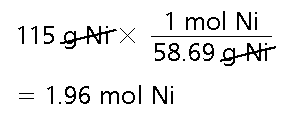 115 g Ni × 1 mol Ni / 58.69 g Ni
= 1.96 mol Ni